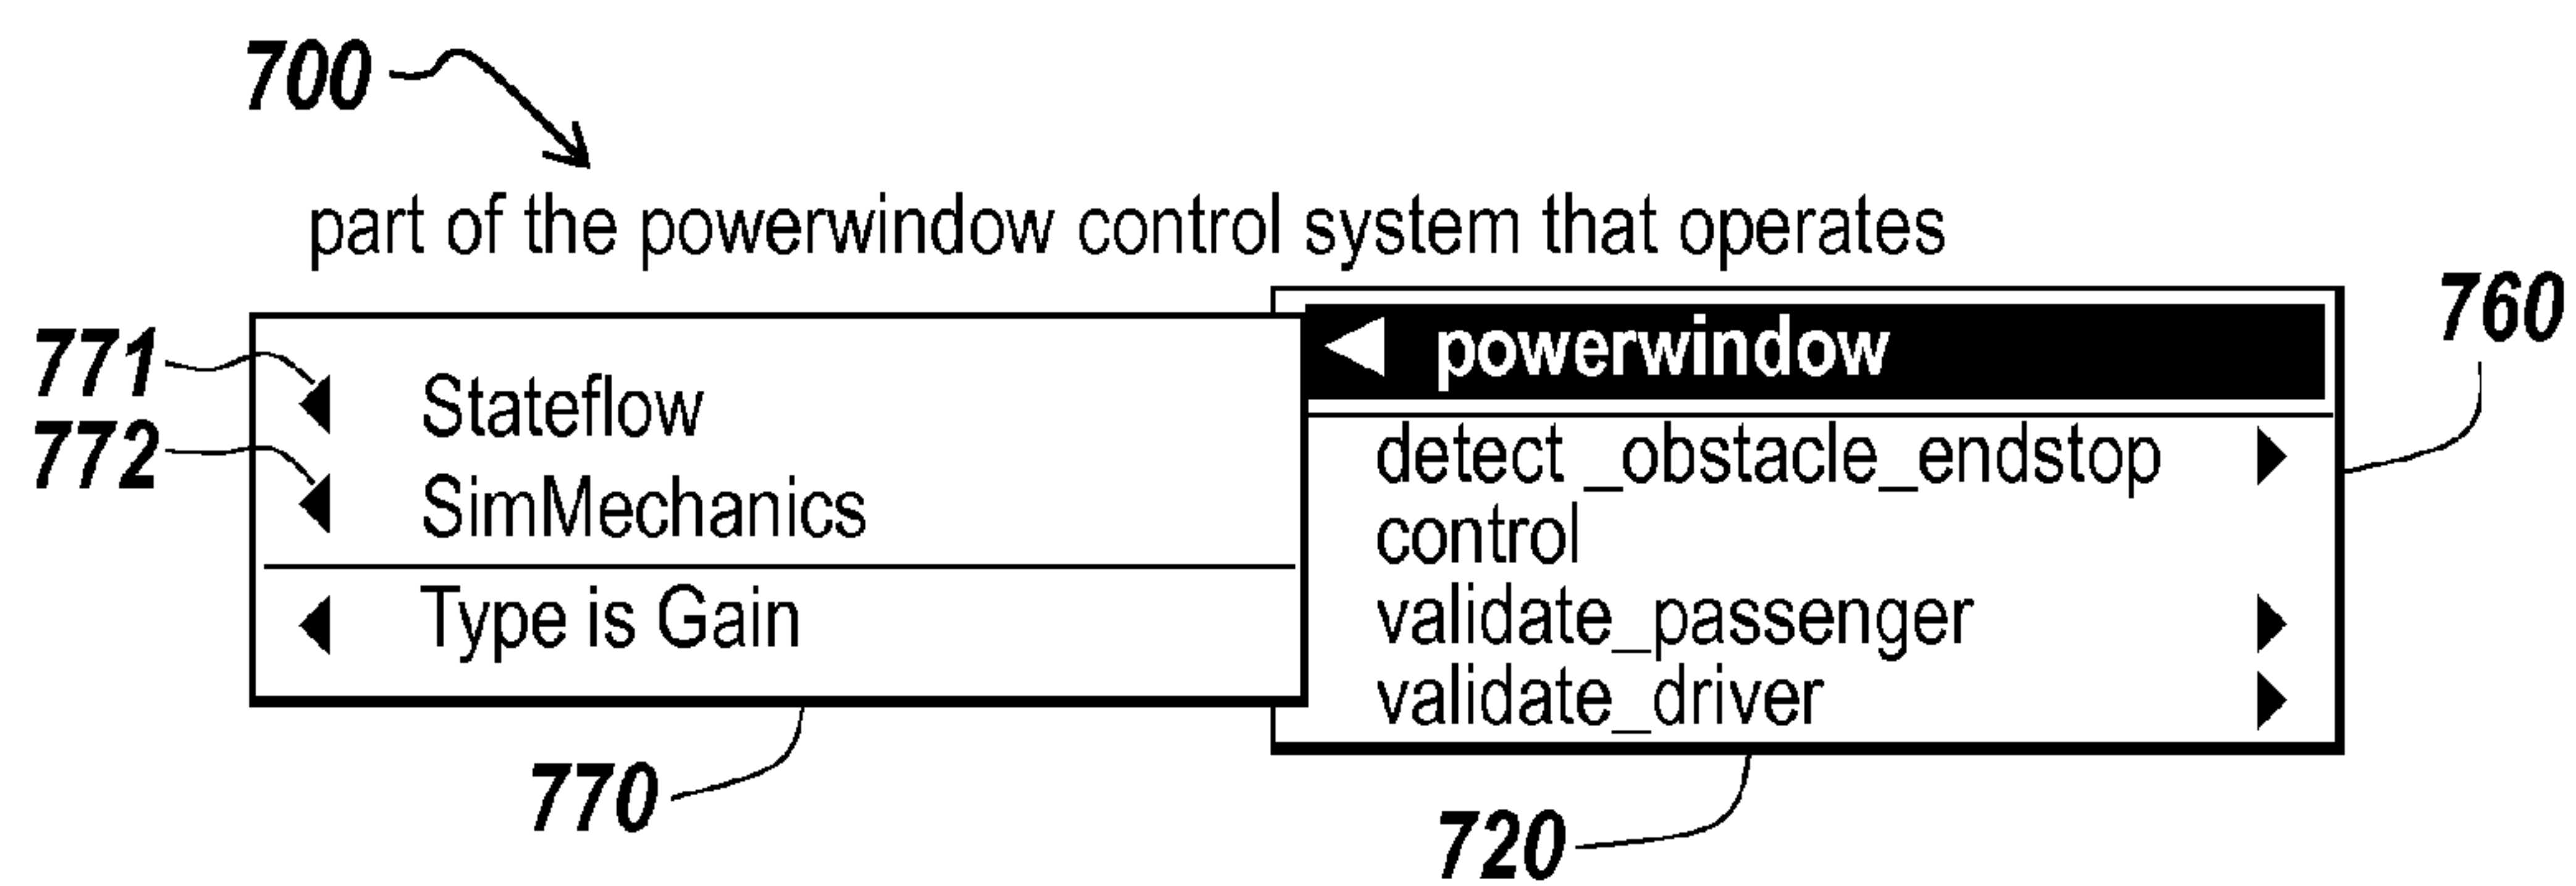 700
part of the powerwindow control system that operates
760
powerwindow
771
Stateflow
772
SimMechanics
Type is Gain
detect _obstacle_endstop
control
validate_passenger
validate_driver
770
720